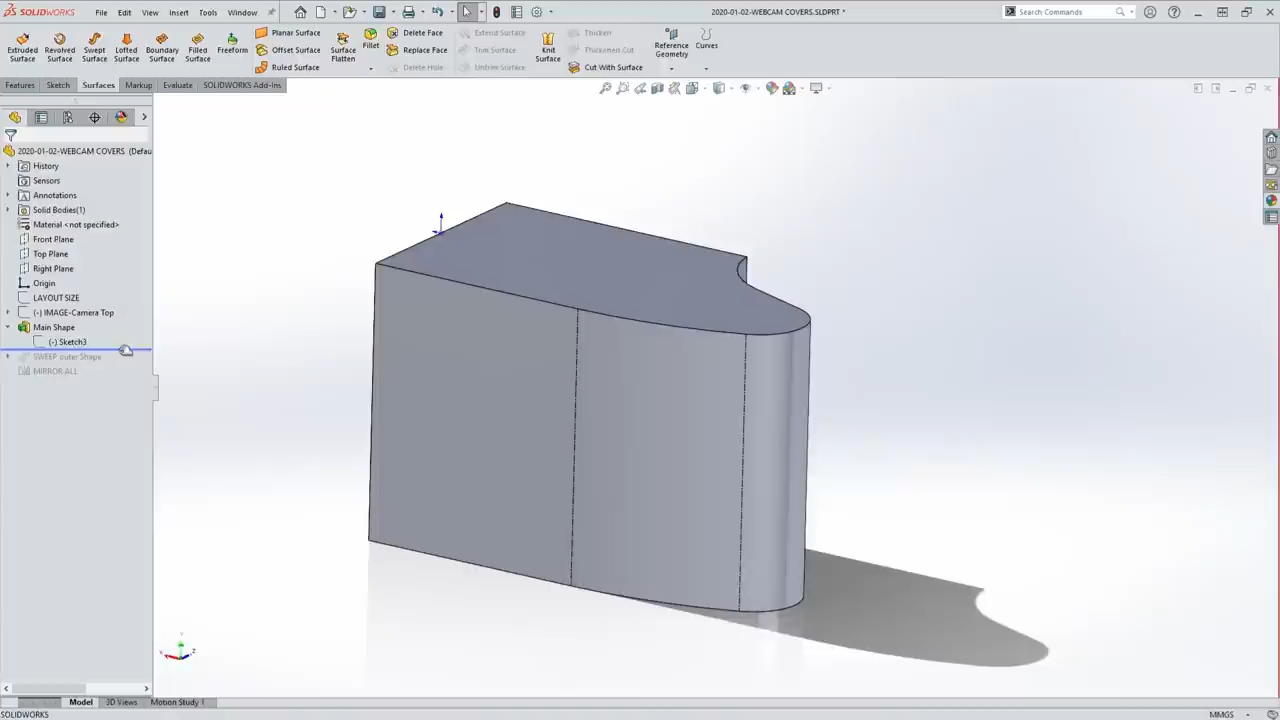 SOLIDWORKS File Edit View Insert Tools Window 2020-01-02-WEBCAM COVERS.SLDPRT * Search Commands
Extruded Surface
Revolved Surface
Swept Surface
Lofted Surface
Boundary Surface
Filled Surface
Freeform
Planar Surface
Offset Surface
Ruled Surface
Surface Flatten
Fillet
Delete Face
Replace Face
Delete Hole
Extend Surface
Trim Surface
Untrim Surface
Knit Surface
Thicken
Thickened Cut
Cut With Surface
Reference Geometry
Curves
Features Sketch Surfaces Markup Evaluate SOLIDWORKS Add-Ins
2020-01-02-WEBCAM COVERS (Defau
History
Sensors
Annotations
Solid Bodies(1)
Material <not specified>
Front Plane
Top Plane
Right Plane
Origin
LAYOUT SIZE
(-) IMAGE-Camera Top
Main Shape
(-) Sketch3
SWEEP outer Shape
MIRROR ALL
Model 3D Views Motion Study 1
SOLIDWORKS MMGS